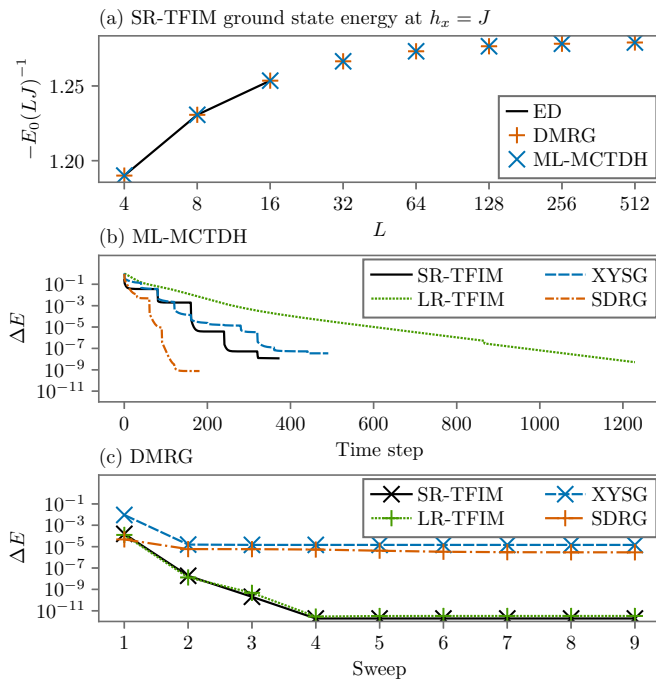 (a) SR-TFIM ground state energy at $h_x = J$
$-E_0(LJ)^{-1}$
1.25
1.20
ED
DMRG
ML-MCTDH
4 8 16 32 64 128 256 512
$L$
(b) ML-MCTDH
$\Delta E$
$10^{-1}$
$10^{-3}$
$10^{-5}$
$10^{-7}$
$10^{-9}$
$10^{-11}$
SR-TFIM XYSG
LR-TFIM SDRG
0 200 400 600 800 1000 1200
Time step
(c) DMRG
$\Delta E$
$10^{-1}$
$10^{-3}$
$10^{-5}$
$10^{-7}$
$10^{-9}$
$10^{-11}$
SR-TFIM XYSG
LR-TFIM SDRG
1 2 3 4 5 6 7 8 9
Sweep